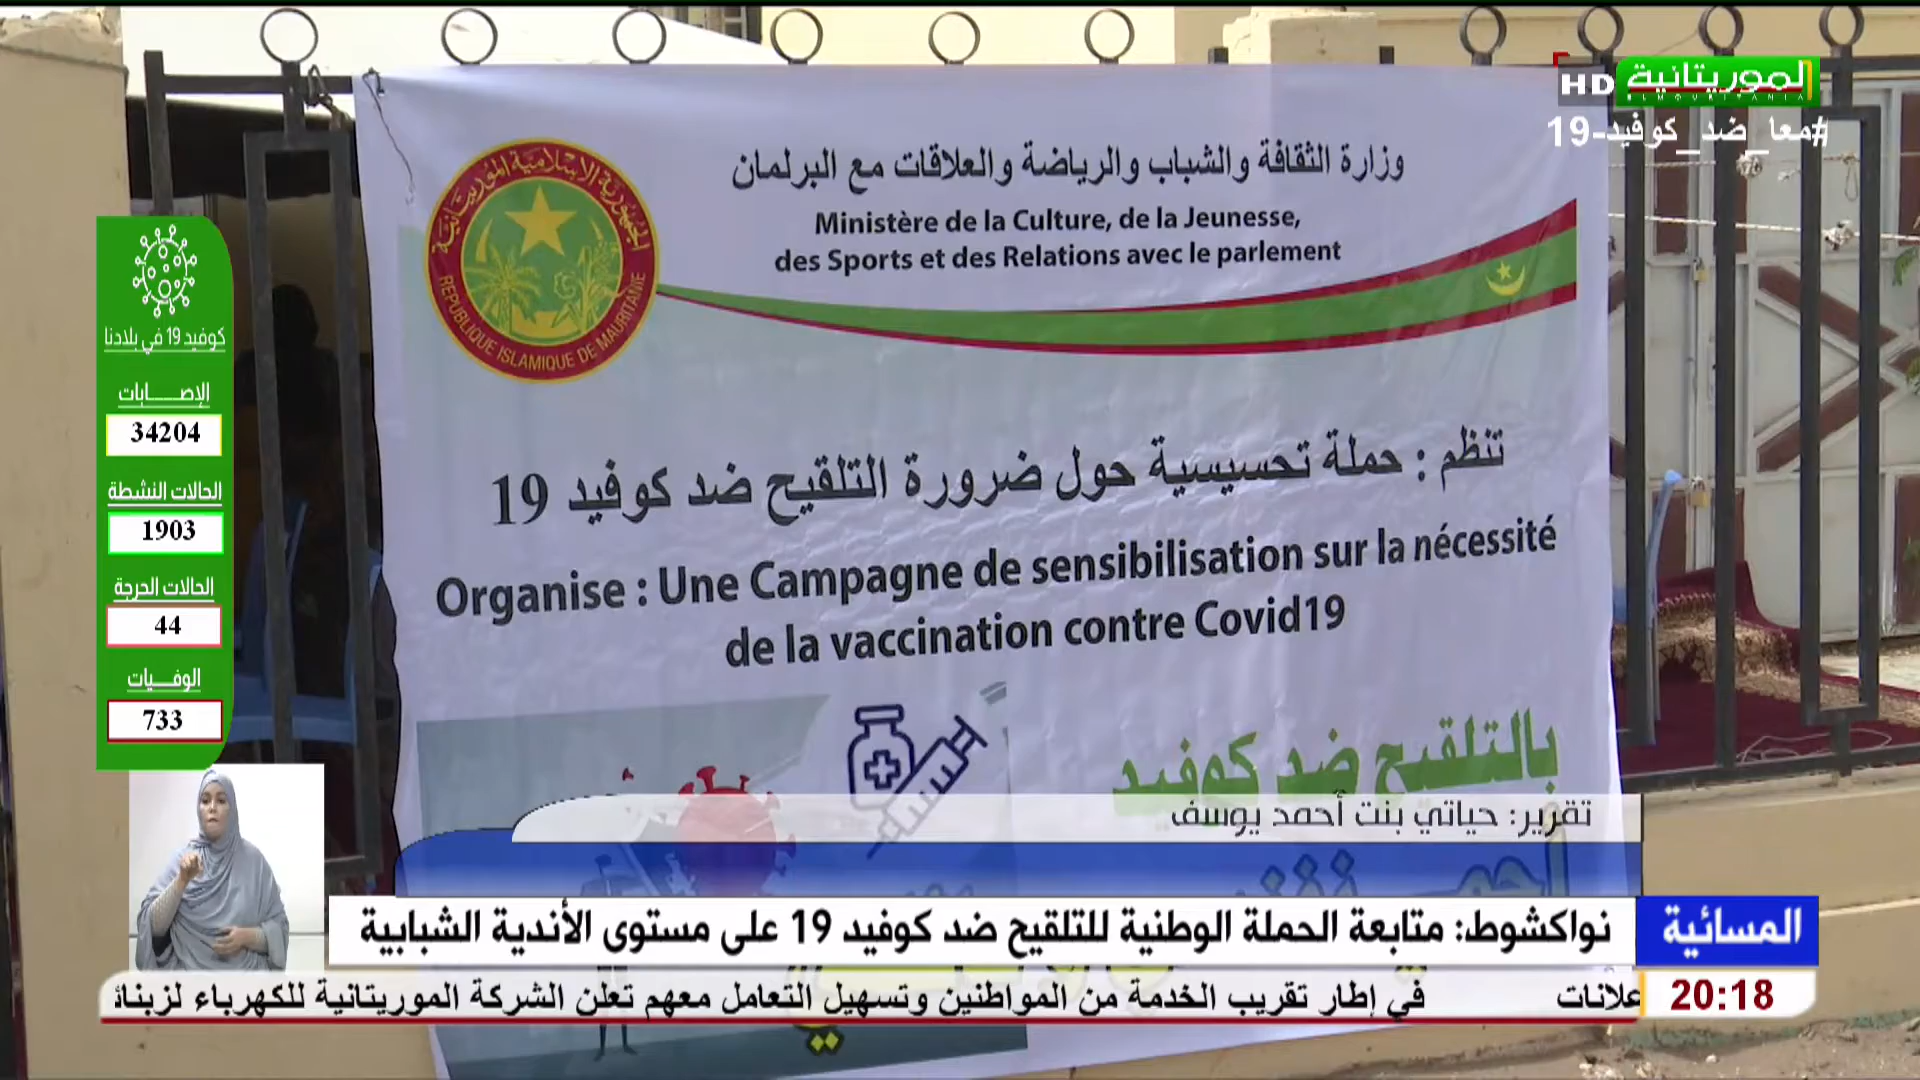 الموريتانية
HD
ELMOURITANIA
#معا_ضد_كوفيد-19
الجمهورية الإسلامية الموريتانية
REPUBLIQUE ISLAMIQUE DE MAURITANIE
وزارة الثقافة والشباب والرياضة والعلاقات مع البرلمان
Ministère de la Culture, de la Jeunesse,
des Sports et des Relations avec le parlement
تنظم : حملة تحسيسية حول ضرورة التلقيح ضد كوفيد 19
Organise : Une Campagne de sensibilisation sur la nécessité
de la vaccination contre Covid19
بالتلقيح ضد كوفيد
كوفيد 19 في بلادنا
الإصابات
34204
الحالات النشطة
1903
الحالات الحرجة
44
الوفيات
733
تقرير: حياتي بنت أحمد يوسف
المسائية
نواكشوط: متابعة الحملة الوطنية للتلقيح ضد كوفيد 19 على مستوى الأندية الشبابية
20:18
علانات
في إطار تقريب الخدمة من المواطنين وتسهيل التعامل معهم تعلن الشركة الموريتانية للكهرباء لزبنائ